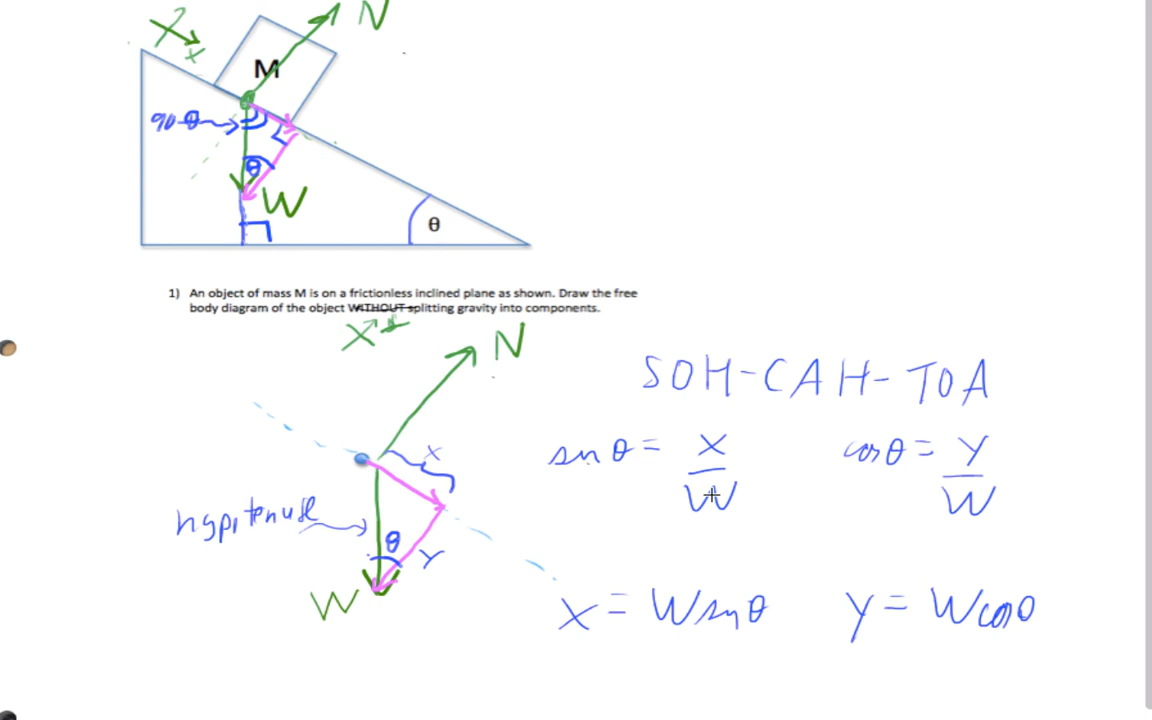 N
x
M
90-θ
θ
W
θ
1) An object of mass M is on a frictionless inclined plane as shown. Draw the free
body diagram of the object WITHOUT splitting gravity into components.
N
SOH-CAH-TOA
x
sin θ = X/W
cos θ = Y/W
hypitenuse
θ
Y
W
X = W sin θ
Y = W cos θ